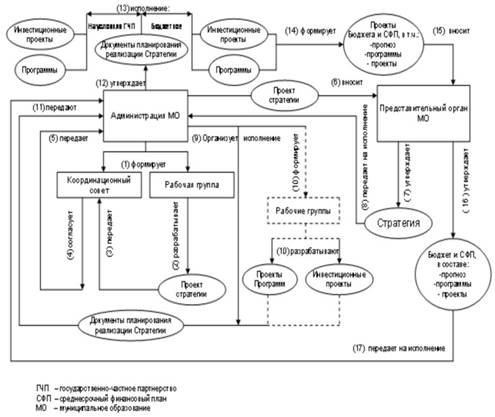 (13) исполнение:
На условиях ГЧП
Бюджетное
Инвестиционные
проекты
Программы
Документы планирования
реализации Стратегии
Инвестиционные
проекты
Программы
(14) формирует
Проекты
Бюджета и СФП, в т.ч.:
-прогноз
-программы
- проекты
(15) вносит
(12) утверждает
(11)передают
(5) передает
Администрация МО
Проект
стратегии
(6) вносит
Представительный орган
МО
(9) Организует исполнение
(1) формирует
Координационный
совет
Рабочая группа
(4) согласует
(3) передает
(2) разрабатывает
Проект
стратегии
(10) формирует
Рабочие группы
(10)разрабатывают
Проекты
Программ
Инвестиционные
проекты
(8) передает на исполнение
(7) утверждает
Стратегия
(16) утверждает
Бюджет и СФП,
в составе:
-прогноз
-программы
- проекты
Документы планирования
реализации Стратегии
(17) передает на исполнение
ГЧП – государственно-частное партнерство
СФП – среднесрочный финансовый план
МО – муниципальное образование